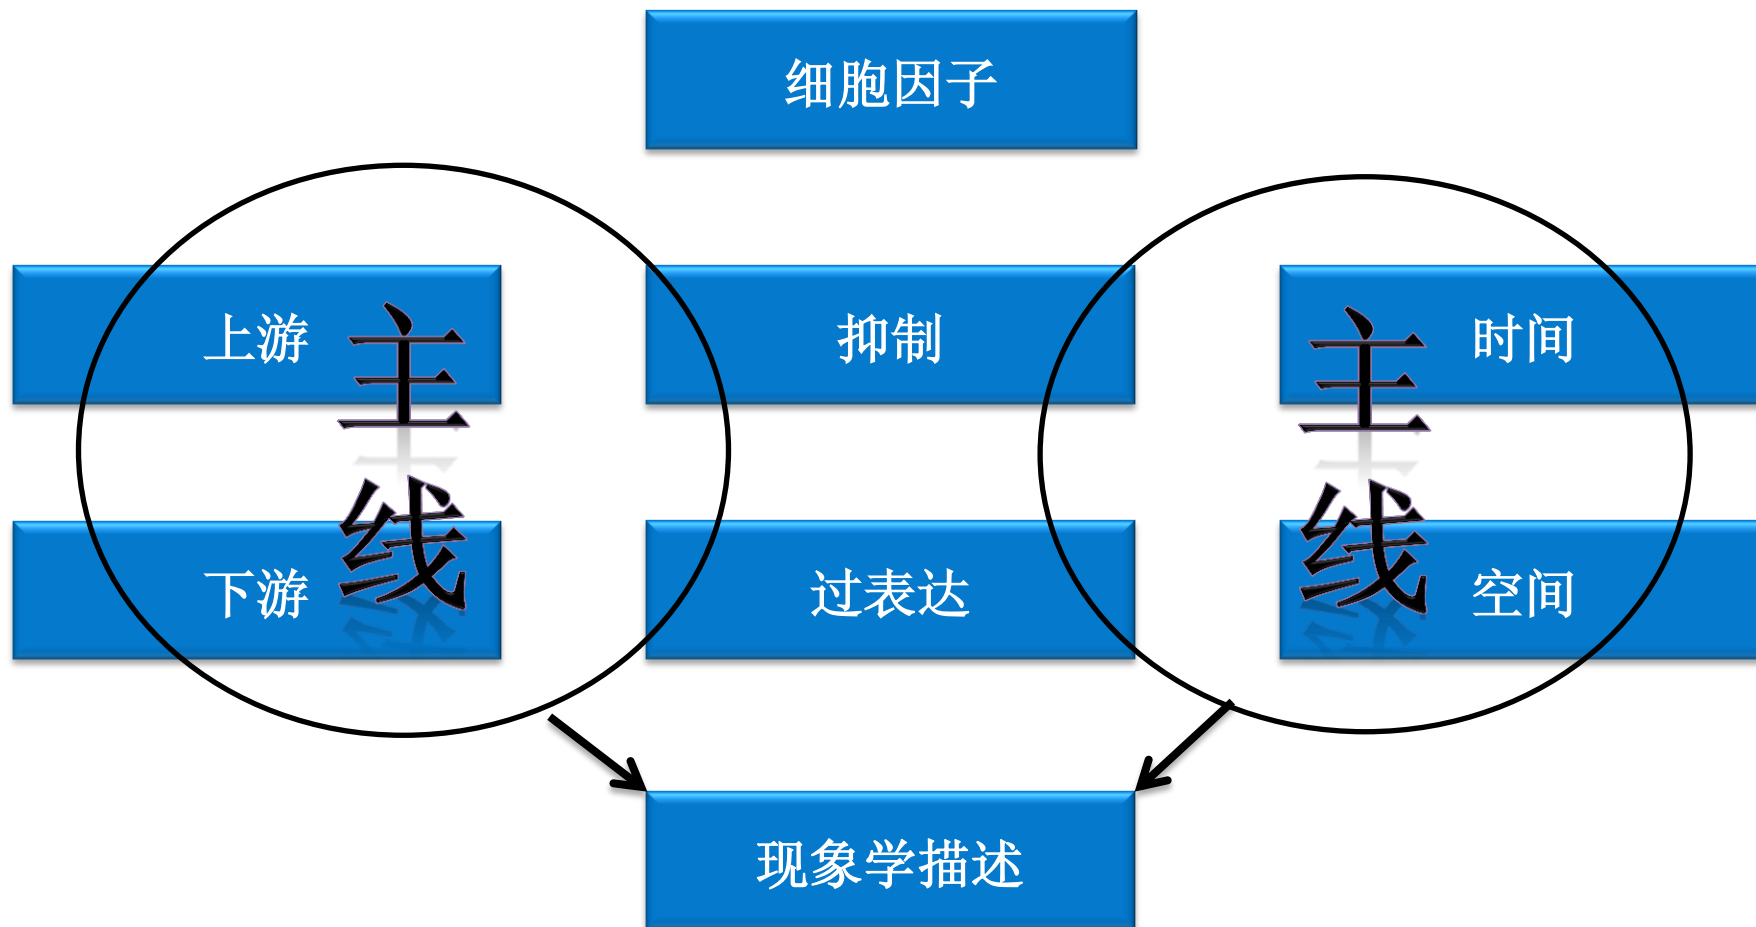 细胞因子
上游
抑制
时间
主线
主线
下游
过表达
空间
现象学描述